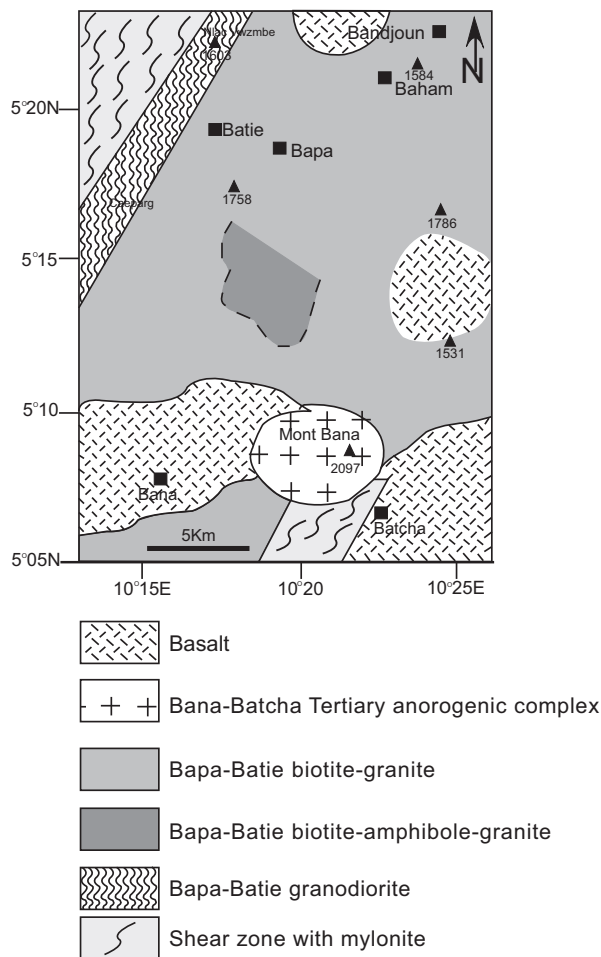 Bandjoun
1603
1584
Baham
5°20N
Batie
Bapa
1758
1786
5°15
1531
5°10
Mont Bana
2097
Bana
Batcha
5Km
5°05N
10°15E
10°20
10°25E
N
Basalt
Bana-Batcha Tertiary anorogenic complex
Bapa-Batie biotite-granite
Bapa-Batie biotite-amphibole-granite
Bapa-Batie granodiorite
Shear zone with mylonite